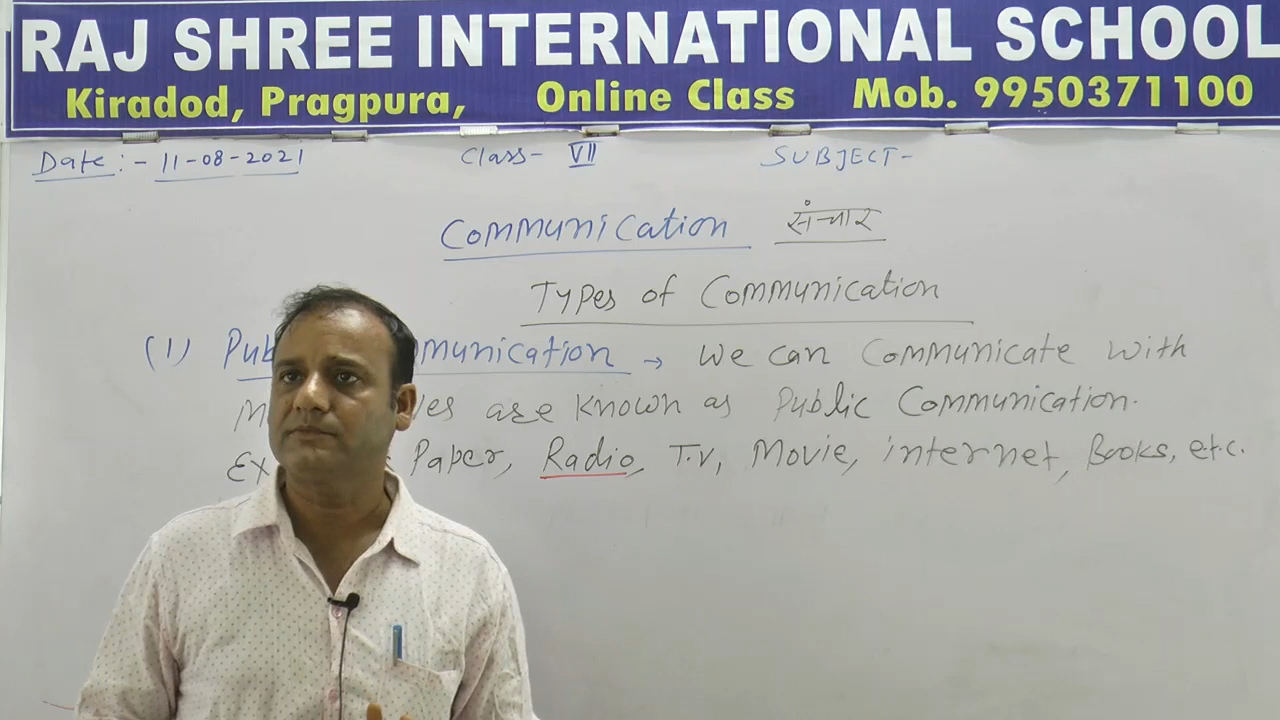 RAJ SHREE INTERNATIONAL SCHOOL
Kiradod, Pragpura, Online Class Mob. 9950371100
Date:- 11-08-2021 Class- VII SUBJECT-
Communication संचार
Types of Communication
(1) Pub munication → We can Communicate with
are known as Public Communication.
Ex Paper, Radio, T.V, Movie, internet, Books, etc.